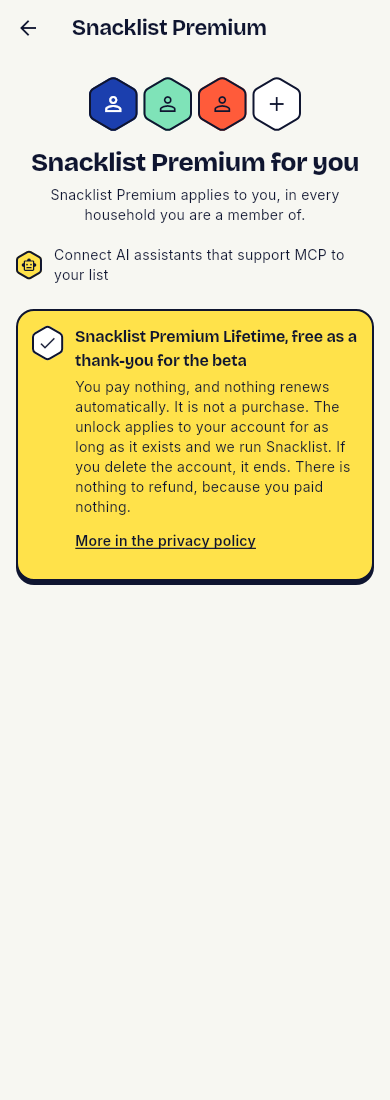 Snacklist Premium
Snacklist Premium for you
Snacklist Premium applies to you, in every
household you are a member of.
Connect AI assistants that support MCP to
your list
Snacklist Premium Lifetime, free as a
thank-you for the beta
You pay nothing, and nothing renews
automatically. It is not a purchase. The
unlock applies to your account for as
long as it exists and we run Snacklist. If
you delete the account, it ends. There is
nothing to refund, because you paid
nothing.
More in the privacy policy